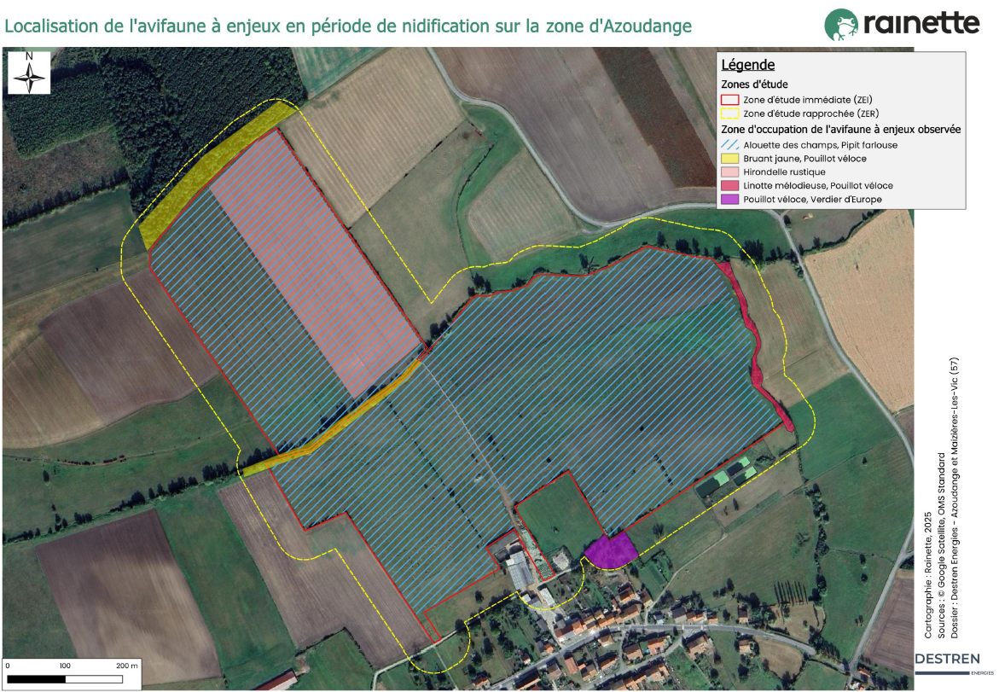 Localisation de l'avifaune à enjeux en période de nidification sur la zone d'Azoudange
rainette
N
Légende
Zones d'étude
Zone d'étude immédiate (ZEI)
Zone d'étude rapprochée (ZER)
Zone d'occupation de l'avifaune à enjeux observée
Alouette des champs, Pipit farlouse
Bruant jaune, Pouillot véloce
Hirondelle rustique
Linotte mélodieuse, Pouillot véloce
Pouillot véloce, Verdier d'Europe
Cartographie : Rainette, 2025
Sources : © Google Satellite, OMS Standard
Dossier : Destren Energies - Azoudange et Maizières-Les-Vic (57)
0 100 200 m
DESTREN
ENERGIES